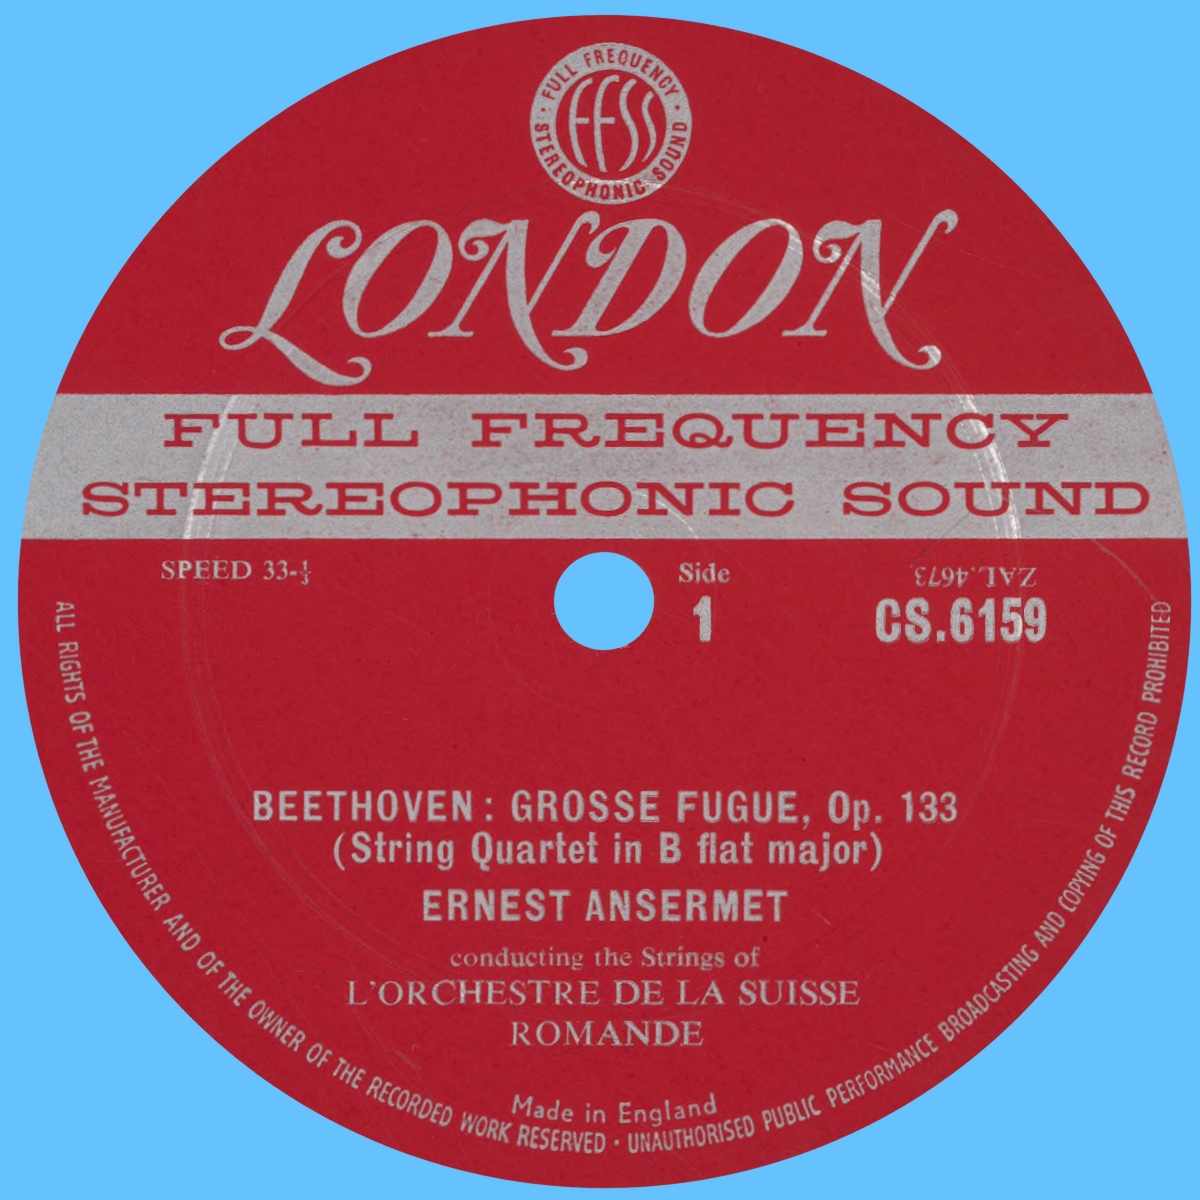 FULL FREQUENCY
STEREOPHONIC SOUND
FFSS
LONDON
FULL FREQUENCY
STEREOPHONIC SOUND
SPEED 33-⅓
Side
1
ZAL.4673.
CS.6159
BEETHOVEN : GROSSE FUGUE, Op. 133
(String Quartet in B flat major)
ERNEST ANSERMET
conducting the Strings of
L'ORCHESTRE DE LA SUISSE
ROMANDE
Made in England
ALL RIGHTS OF THE MANUFACTURER AND OF THE OWNER OF THE RECORDED WORK RESERVED · UNAUTHORISED PUBLIC PERFORMANCE BROADCASTING AND COPYING OF THIS RECORD PROHIBITED